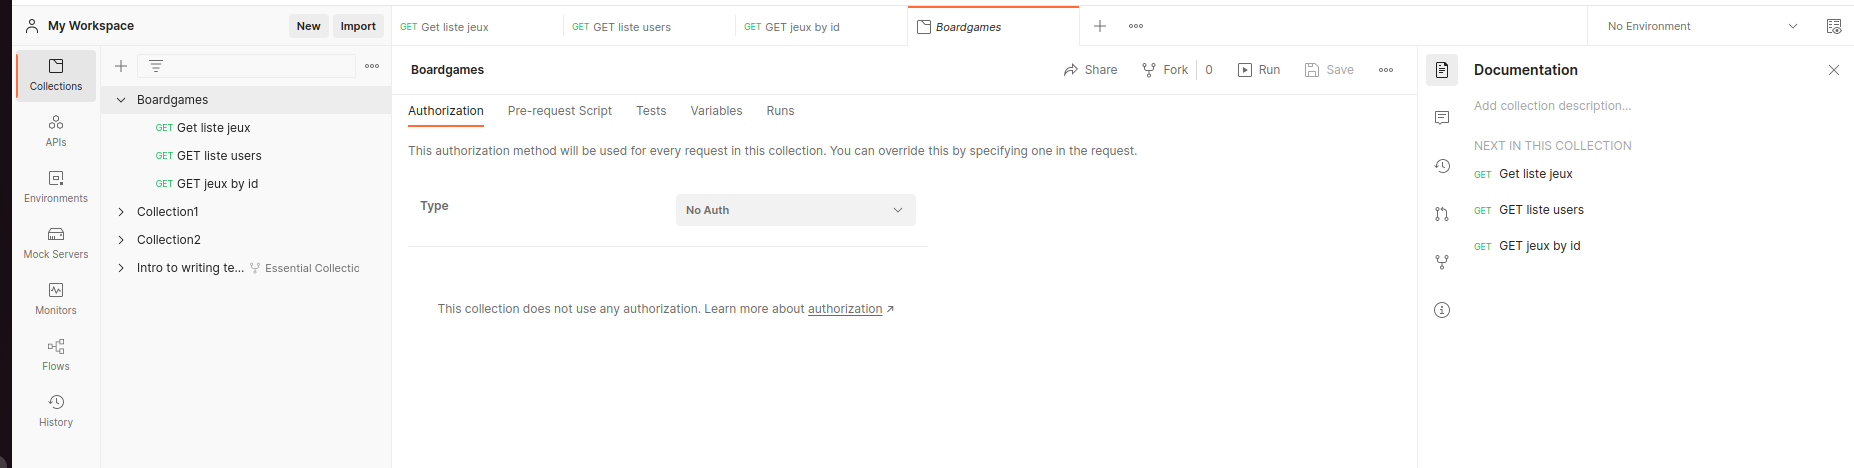 My Workspace
New
Import
GET Get liste jeux
GET GET liste users
GET GET jeux by id
Boardgames
No Environment
Collections
APIs
Environments
Mock Servers
Monitors
Flows
History
Boardgames
GET Get liste jeux
GET GET liste users
GET GET jeux by id
Collection1
Collection2
Intro to writing te... Essential Collectic
Boardgames
Share
Fork
0
Run
Save
Authorization
Pre-request Script
Tests
Variables
Runs
This authorization method will be used for every request in this collection. You can override this by specifying one in the request.
Type
No Auth
This collection does not use any authorization. Learn more about authorization ↗
Documentation
Add collection description...
NEXT IN THIS COLLECTION
GET Get liste jeux
GET GET liste users
GET GET jeux by id